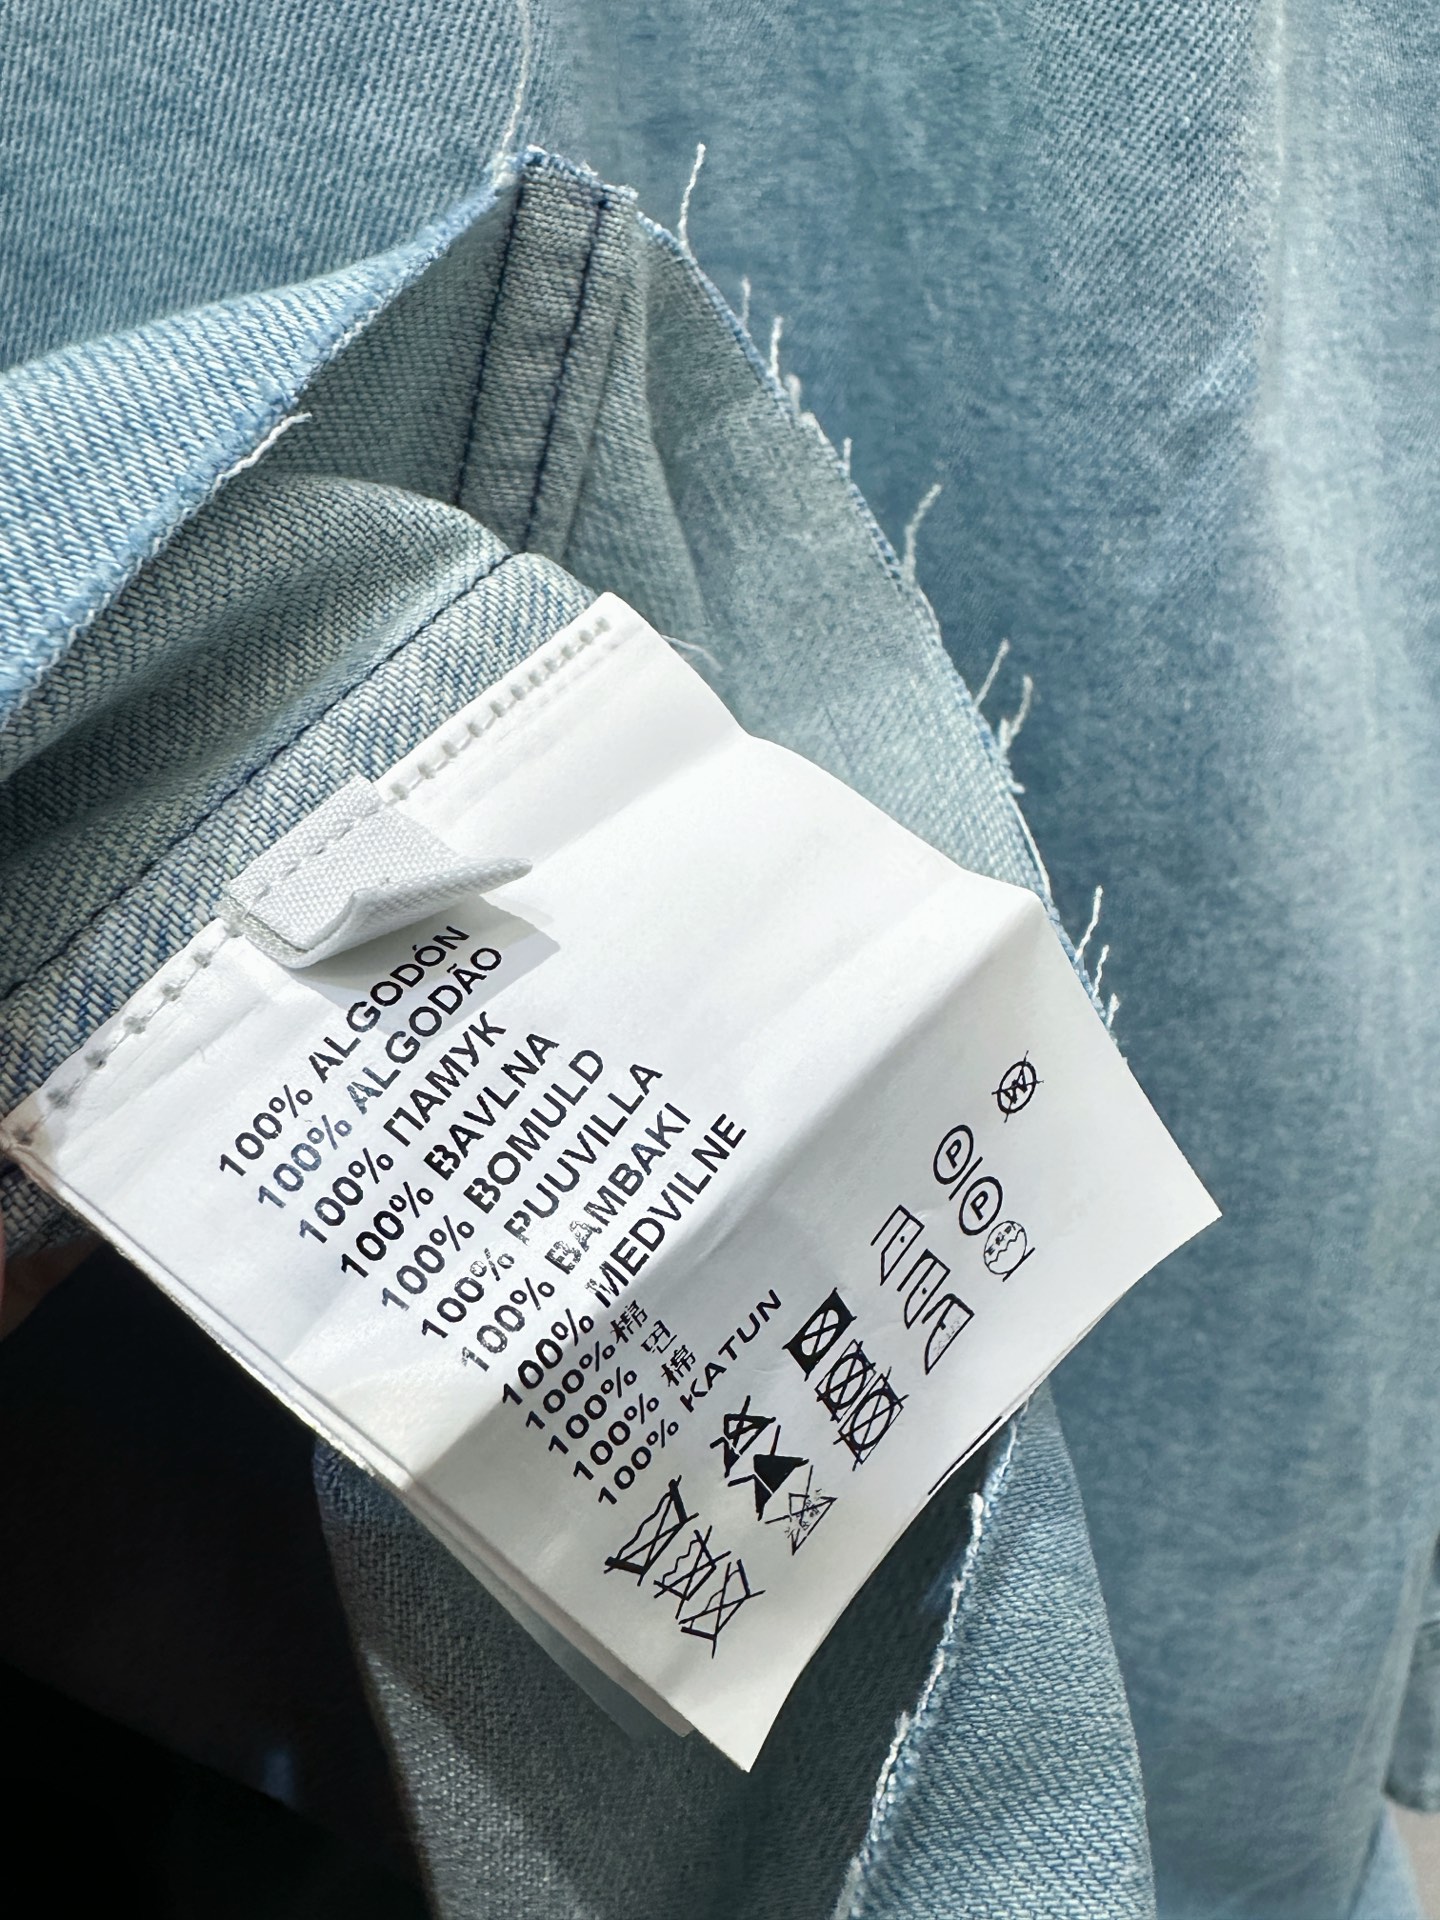 100% ALGODÓN
100% ALGODÃO
100% ПАМУК
100% BAVLNA
100% BOMULD
100% PUUVILLA
100% BAMBAKI
100% MEDVILNE
100% 棉
100% 면
100% 棉
100% KATUN
W
P
P